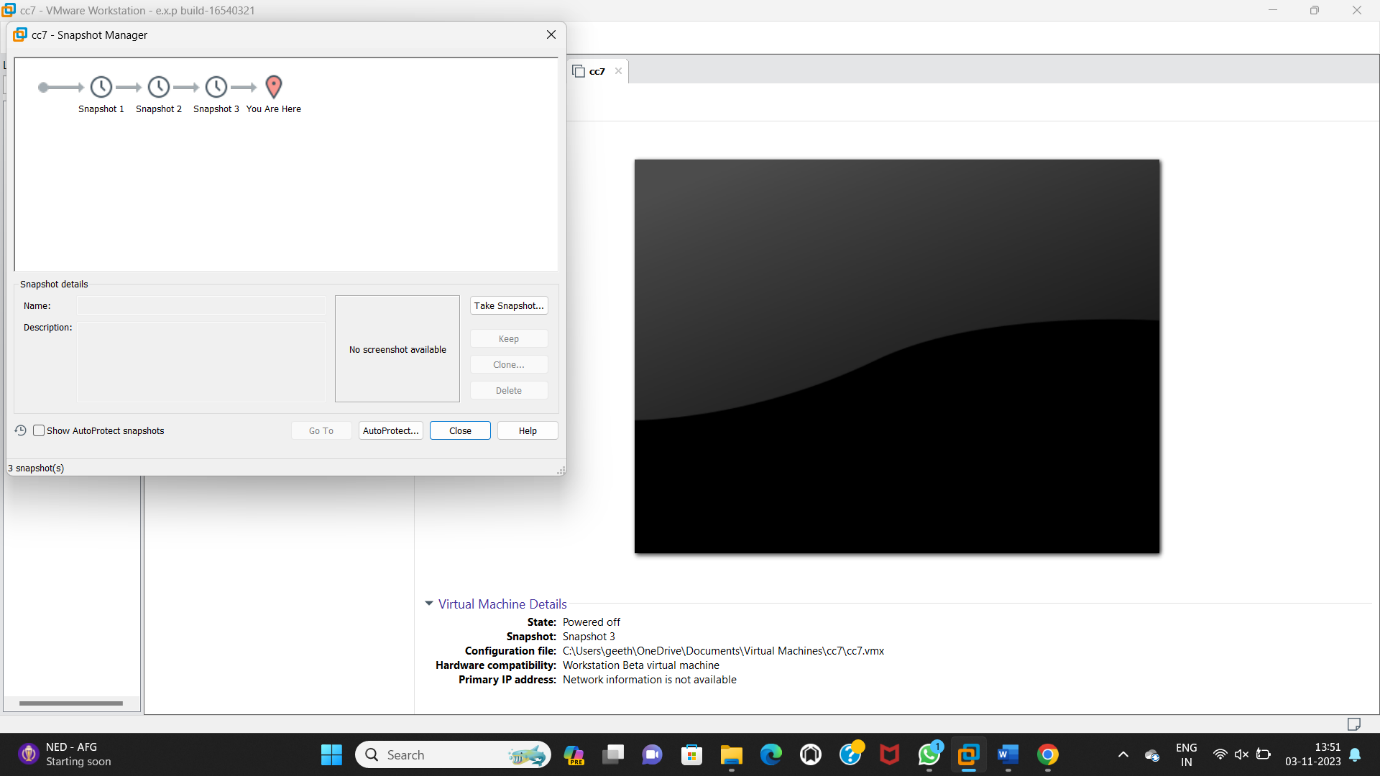 cc7 - VMware Workstation - e.x.p build-16540321
cc7 - Snapshot Manager
Snapshot 1
Snapshot 2
Snapshot 3
You Are Here
Snapshot details
Name:
Description:
No screenshot available
Take Snapshot...
Keep
Clone...
Delete
Show AutoProtect snapshots
Go To
AutoProtect...
Close
Help
3 snapshot(s)
cc7
Virtual Machine Details
State: Powered off
Snapshot: Snapshot 3
Configuration file: C:\Users\geeth\OneDrive\Documents\Virtual Machines\cc7\cc7.vmx
Hardware compatibility: Workstation Beta virtual machine
Primary IP address: Network information is not available
NED - AFG
Starting soon
Search
PRE
1
ENG
IN
13:51
03-11-2023